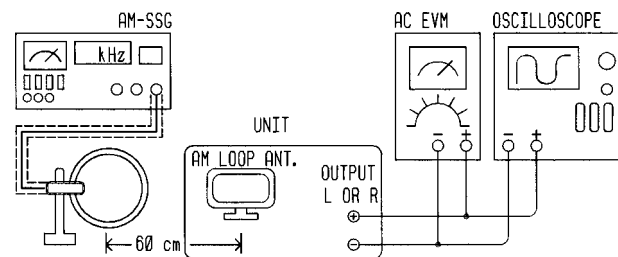 AM-SSG
AC EVM
OSCILLOSCOPE
kHz
UNIT
AM LOOP ANT.
OUTPUT
L OR R
- + - +
+
-
60 cm